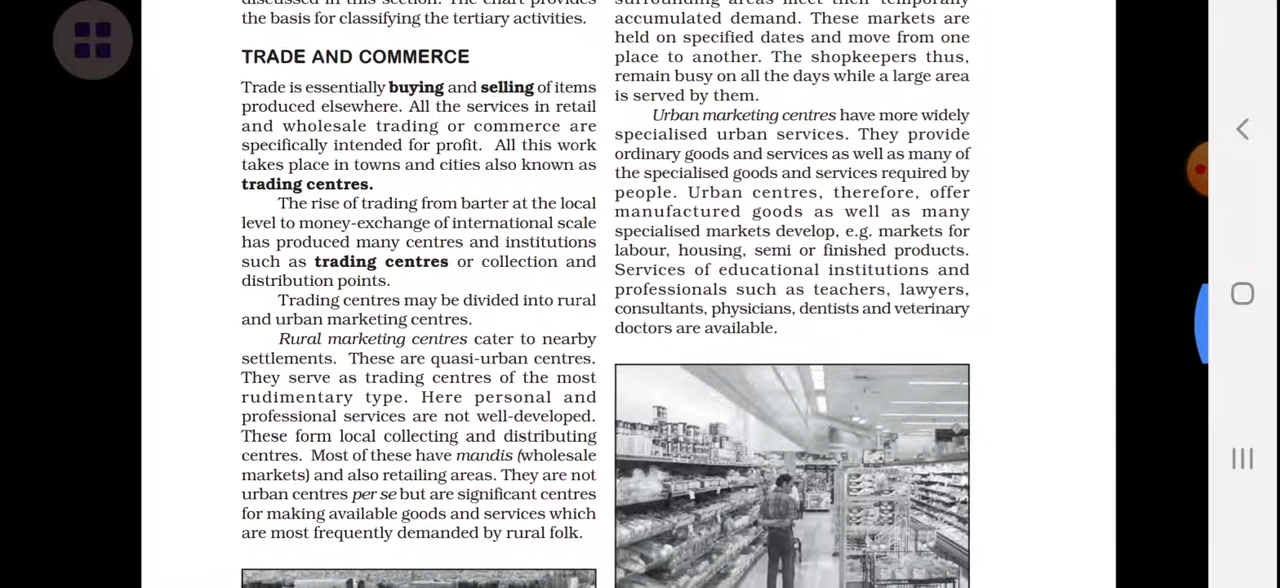 discussed in this section. The chart provides
the basis for classifying the tertiary activities.
TRADE AND COMMERCE
Trade is essentially buying and selling of items
produced elsewhere. All the services in retail
and wholesale trading or commerce are
specifically intended for profit. All this work
takes place in towns and cities also known as
trading centres.
The rise of trading from barter at the local
level to money-exchange of international scale
has produced many centres and institutions
such as trading centres or collection and
distribution points.
Trading centres may be divided into rural
and urban marketing centres.
Rural marketing centres cater to nearby
settlements. These are quasi-urban centres.
They serve as trading centres of the most
rudimentary type. Here personal and
professional services are not well-developed.
These form local collecting and distributing
centres. Most of these have mandis (wholesale
markets) and also retailing areas. They are not
urban centres per se but are significant centres
for making available goods and services which
are most frequently demanded by rural folk.
surrounding areas meet their temporally
accumulated demand. These markets are
held on specified dates and move from one
place to another. The shopkeepers thus,
remain busy on all the days while a large area
is served by them.
Urban marketing centres have more widely
specialised urban services. They provide
ordinary goods and services as well as many of
the specialised goods and services required by
people. Urban centres, therefore, offer
manufactured goods as well as many
specialised markets develop, e.g. markets for
labour, housing, semi or finished products.
Services of educational institutions and
professionals such as teachers, lawyers,
consultants, physicians, dentists and veterinary
doctors are available.